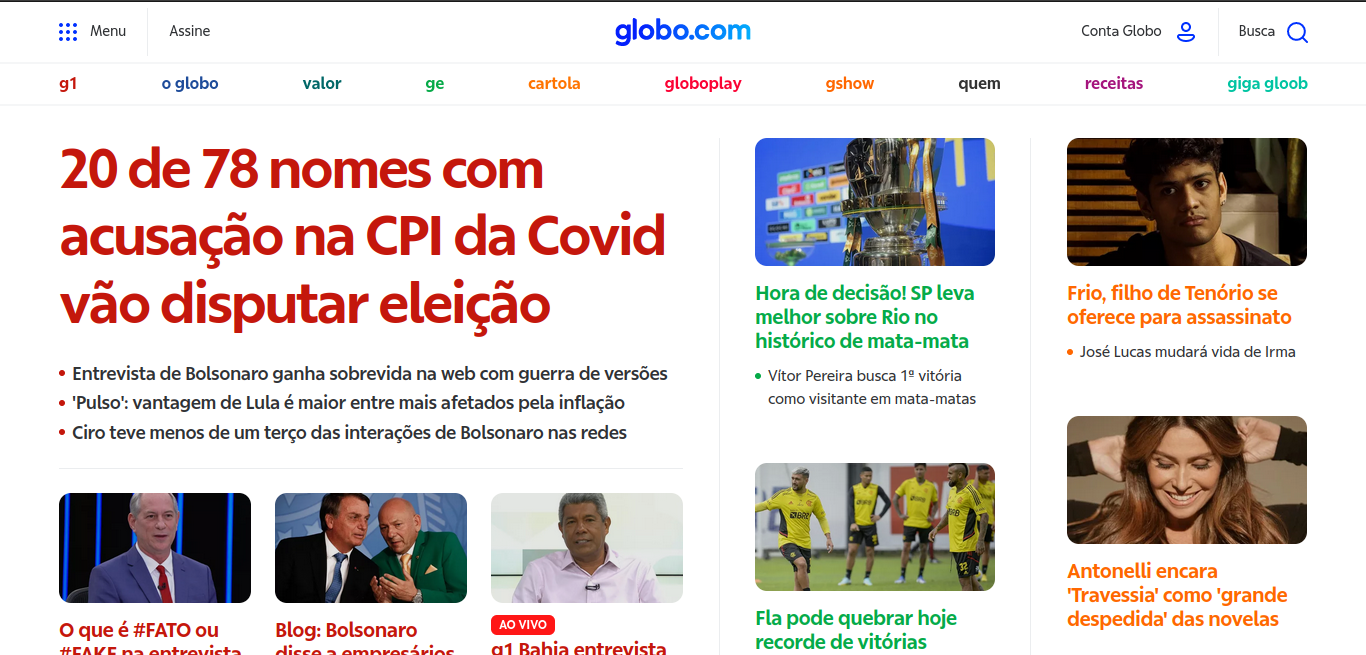 Menu
Assine
globo.com
Conta Globo
Busca
g1
o globo
valor
ge
cartola
globoplay
gshow
quem
receitas
giga gloob
20 de 78 nomes com
acusação na CPI da Covid
vão disputar eleição
Entrevista de Bolsonaro ganha sobrevida na web com guerra de versões
'Pulso': vantagem de Lula é maior entre mais afetados pela inflação
Ciro teve menos de um terço das interações de Bolsonaro nas redes
O que é #FATO ou
#FAKE na entrevista
Blog: Bolsonaro
disse a empresários
AO VIVO
g1 Bahia entrevista
Hora de decisão! SP leva
melhor sobre Rio no
histórico de mata-mata
Vítor Pereira busca 1ª vitória
como visitante em mata-matas
BRB
BRB
32
Fla pode quebrar hoje
recorde de vitórias
Frio, filho de Tenório se
oferece para assassinato
José Lucas mudará vida de Irma
Antonelli encara
'Travessia' como 'grande
despedida' das novelas